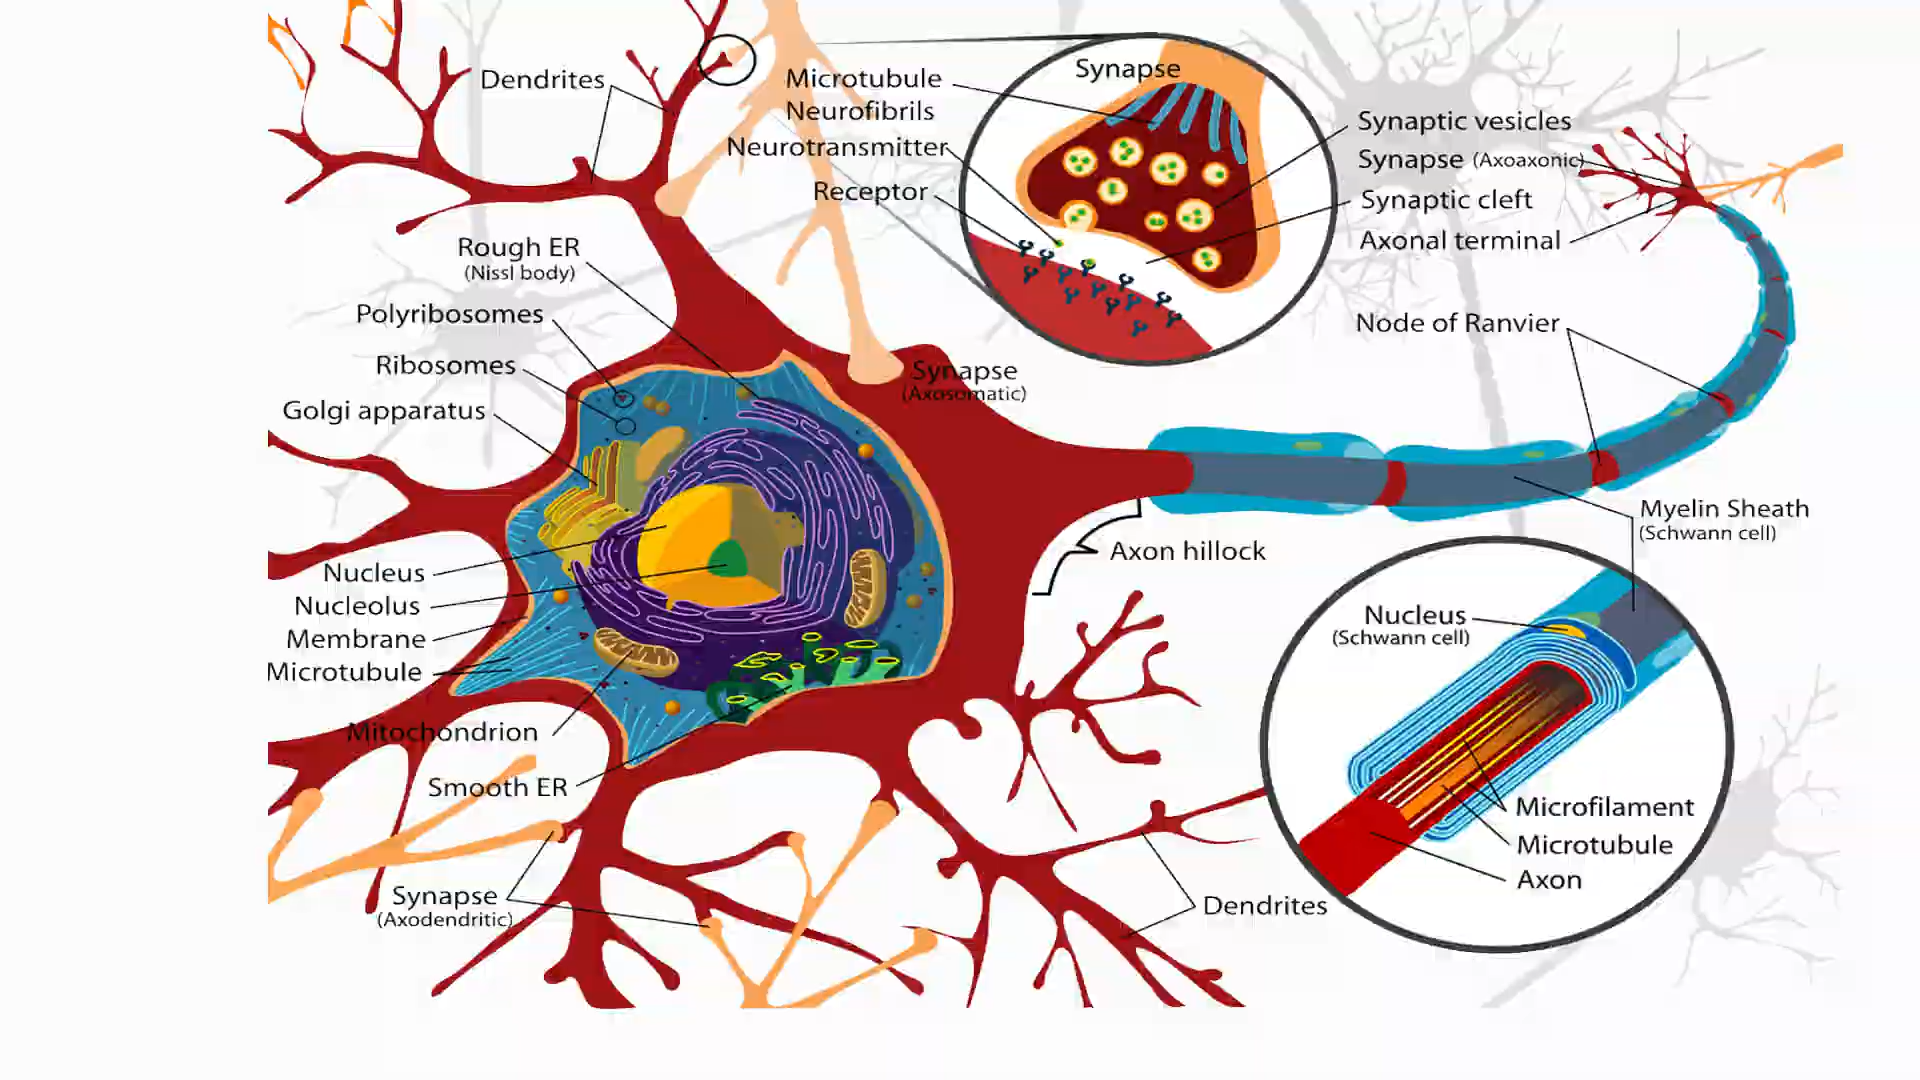 Dendrites
Microtubule
Neurofibrils
Neurotransmitter
Receptor
Synapse
Synaptic vesicles
Synapse (Axoaxonic)
Synaptic cleft
Axonal terminal
Rough ER
(Nissl body)
Polyribosomes
Ribosomes
Golgi apparatus
Synapse
(Axosomatic)
Node of Ranvier
Myelin Sheath
(Schwann cell)
Axon hillock
Nucleus
Nucleolus
Membrane
Microtubule
Mitochondrion
Smooth ER
Synapse
(Axodendritic)
Dendrites
Nucleus
(Schwann cell)
Microfilament
Microtubule
Axon